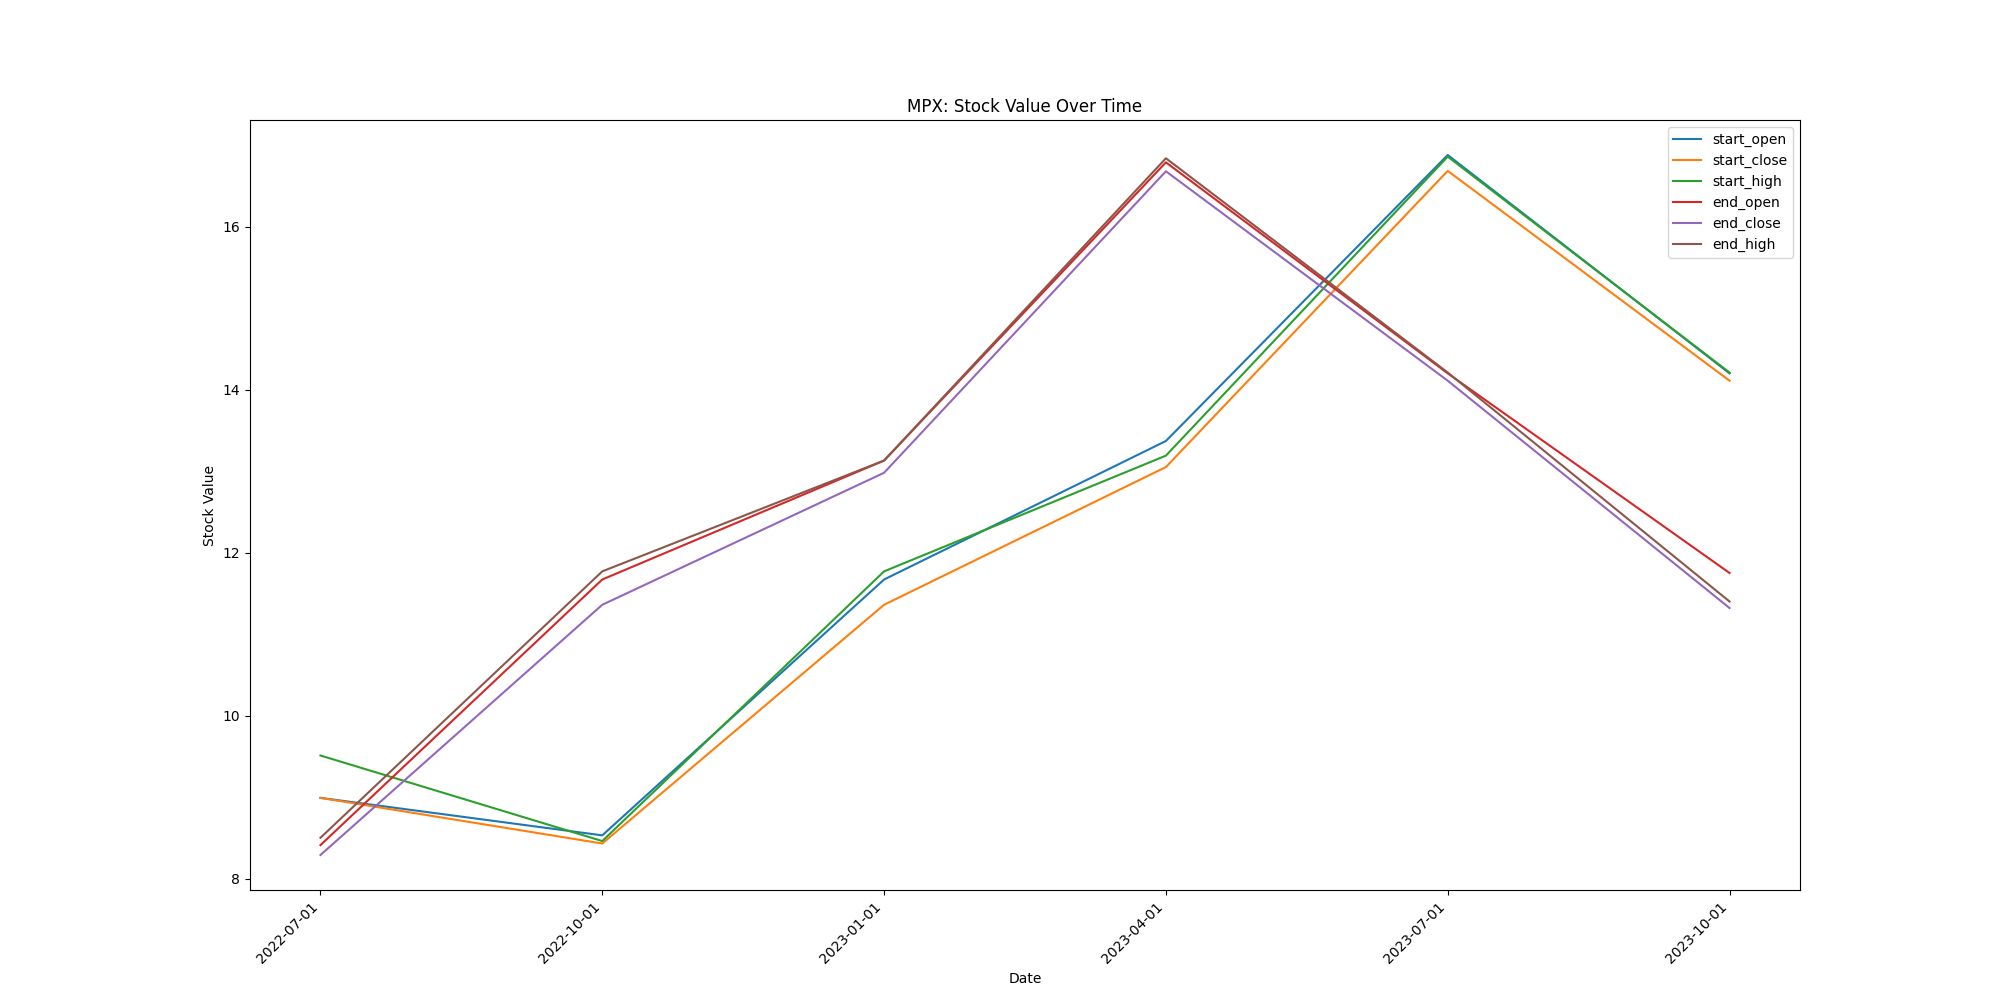 MPX: Stock Value Over Time
start_open
start_close
start_high
end_open
end_close
end_high
Stock Value
16
14
12
10
8
2022-07-01
2022-10-01
2023-01-01
2023-04-01
2023-07-01
2023-10-01
Date